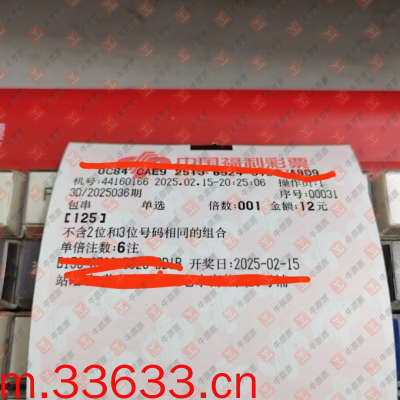 中国福利彩票
机号:44160166 2025.02.15-20:25:06 操作员:1
3D/2025036期 序号:00031
包串 单选 倍数:001 金额:12元
[125]
不含2位和3位号码相同的组合
单倍注数:6注
开奖日:2025-02-15
m.33633.cn